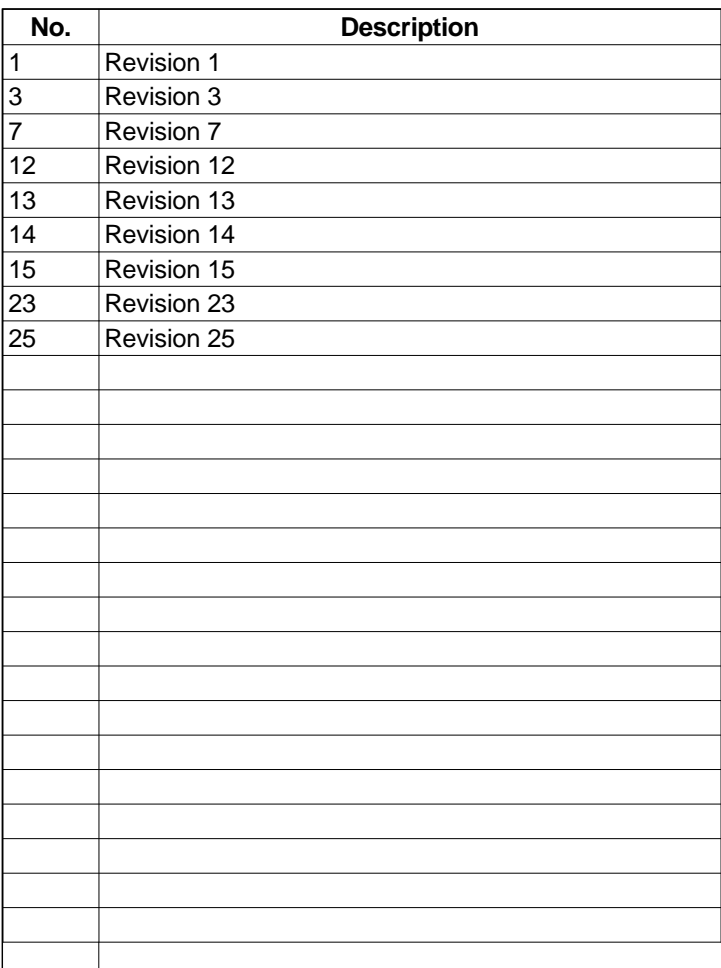 No. Description
1 Revision 1
3 Revision 3
7 Revision 7
12 Revision 12
13 Revision 13
14 Revision 14
15 Revision 15
23 Revision 23
25 Revision 25